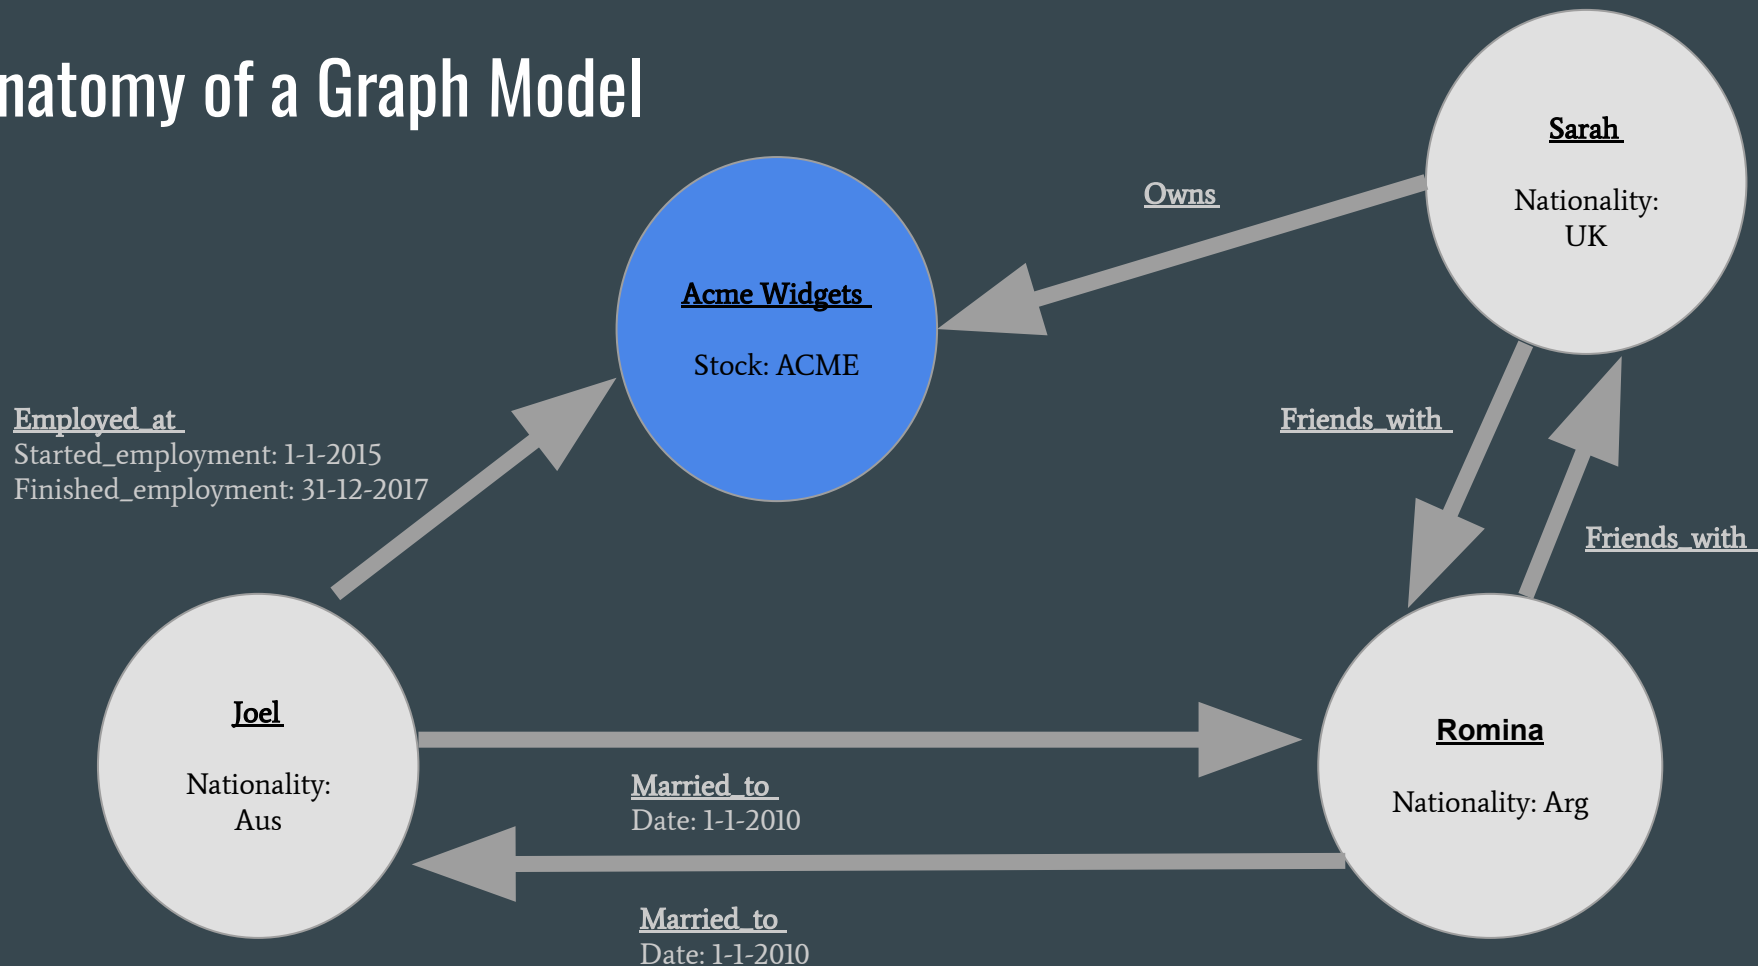 natomy of a Graph Model
Sarah
Nationality:
UK
Owns
Acme Widgets
Stock: ACME
Employed_at
Started_employment: 1-1-2015
Finished_employment: 31-12-2017
Friends_with
Friends_with
Joel
Nationality:
Aus
Romina
Nationality: Arg
Married_to
Date: 1-1-2010
Married_to
Date: 1-1-2010